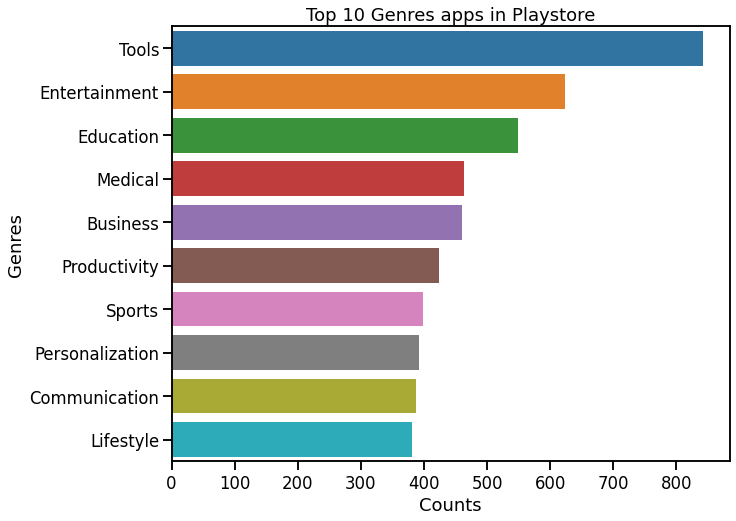 Top 10 Genres apps in Playstore
Genres
Tools
Entertainment
Education
Medical
Business
Productivity
Sports
Personalization
Communication
Lifestyle
0 100 200 300 400 500 600 700 800
Counts